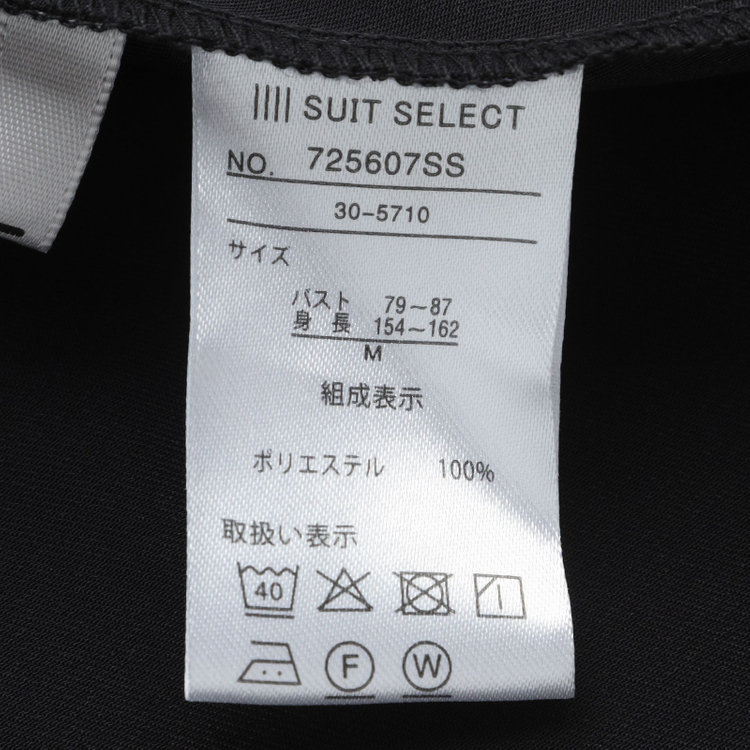 SUIT SELECT
NO. 725607SS
30-5710
サイズ
バスト 79～87
身 長 154～162
M
組成表示
ポリエステル 100%
取扱い表示
40
F W